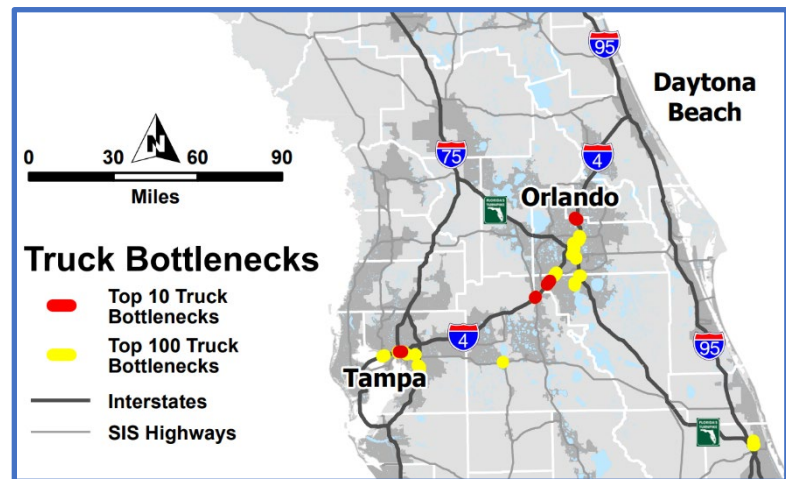 95
Daytona
Beach
N
0 30 60 90
Miles
75
4
Orlando
Truck Bottlenecks
Top 10 Truck
Bottlenecks
Top 100 Truck
Bottlenecks
4
95
Tampa
Interstates
SIS Highways